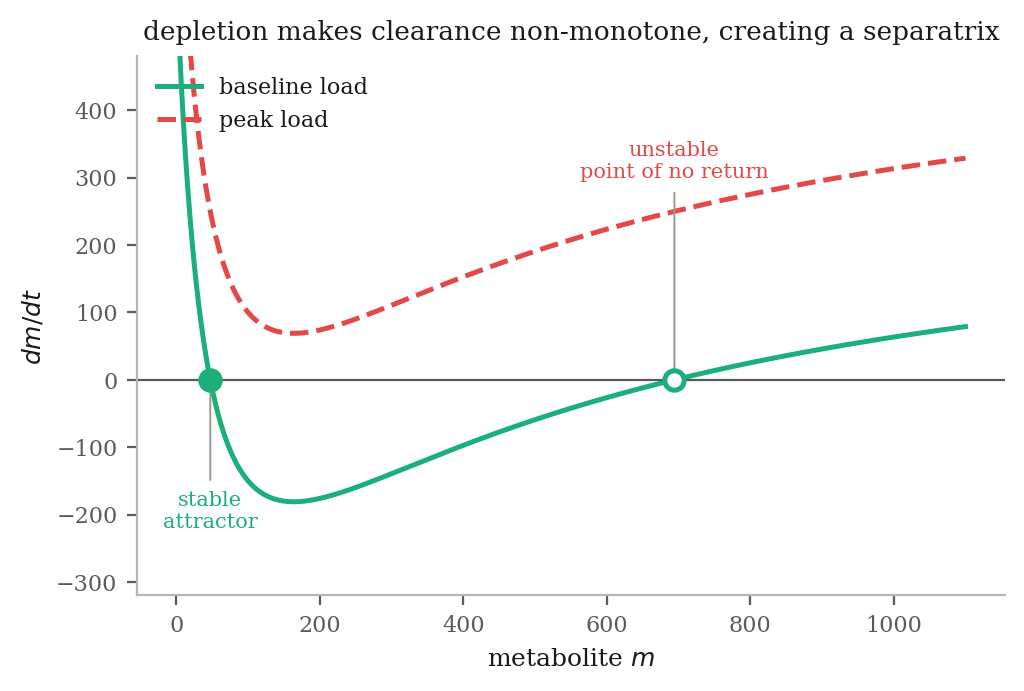 depletion makes clearance non-monotone, creating a separatrix
baseline load
peak load
unstable
point of no return
stable
attractor
dm/dt
400
300
200
100
0
−100
−200
−300
0
200
400
600
800
1000
metabolite m